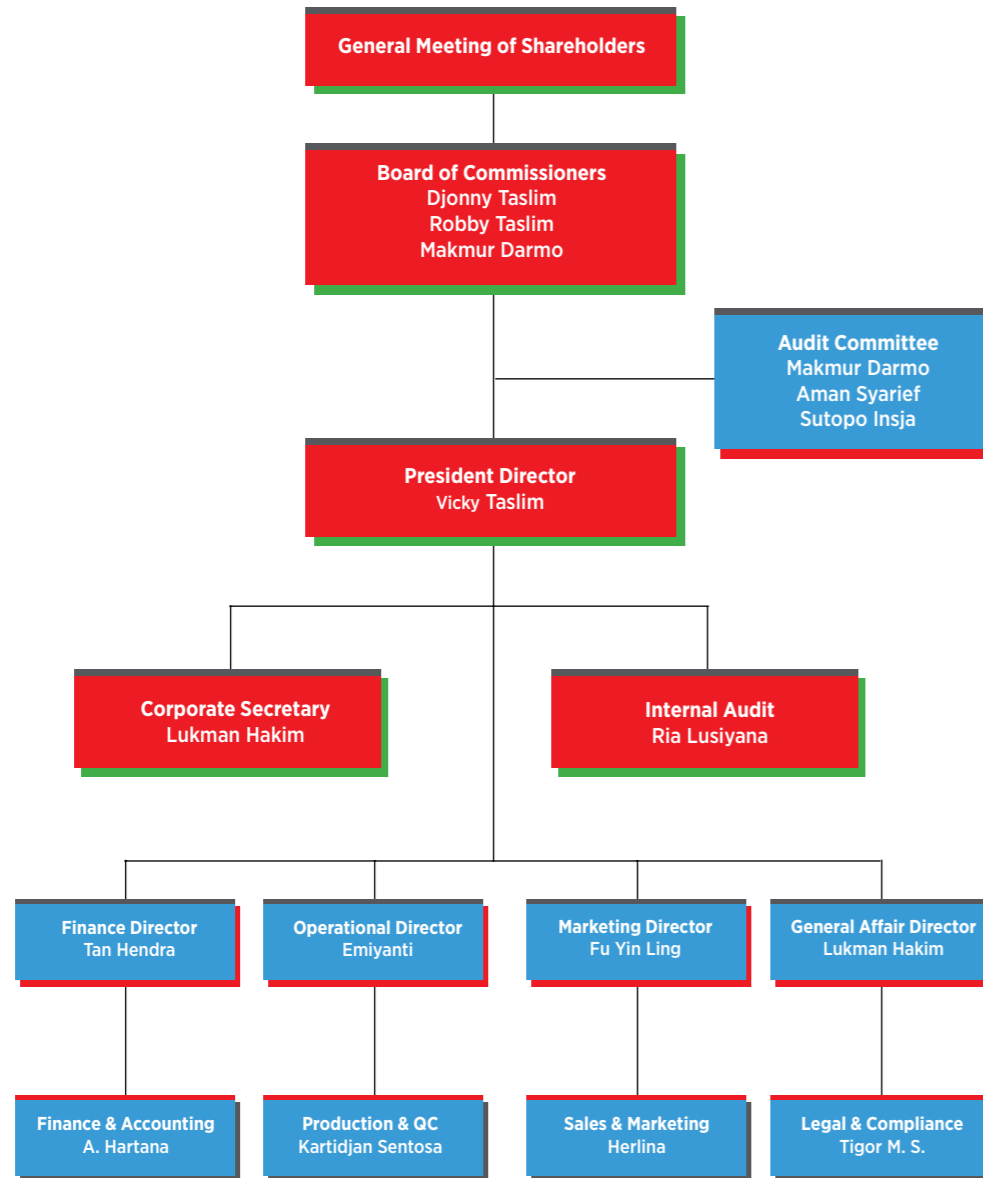 General Meeting of Shareholders
Board of Commissioners
Djonny Taslim
Robby Taslim
Makmur Darmo
Audit Committee
Makmur Darmo
Aman Syarief
Sutopo Insja
President Director
Vicky Taslim
Corporate Secretary
Lukman Hakim
Internal Audit
Ria Lusiyana
Finance Director
Tan Hendra
Operational Director
Emiyanti
Marketing Director
Fu Yin Ling
General Affair Director
Lukman Hakim
Finance & Accounting
A. Hartana
Production & QC
Kartidjan Sentosa
Sales & Marketing
Herlina
Legal & Compliance
Tigor M. S.